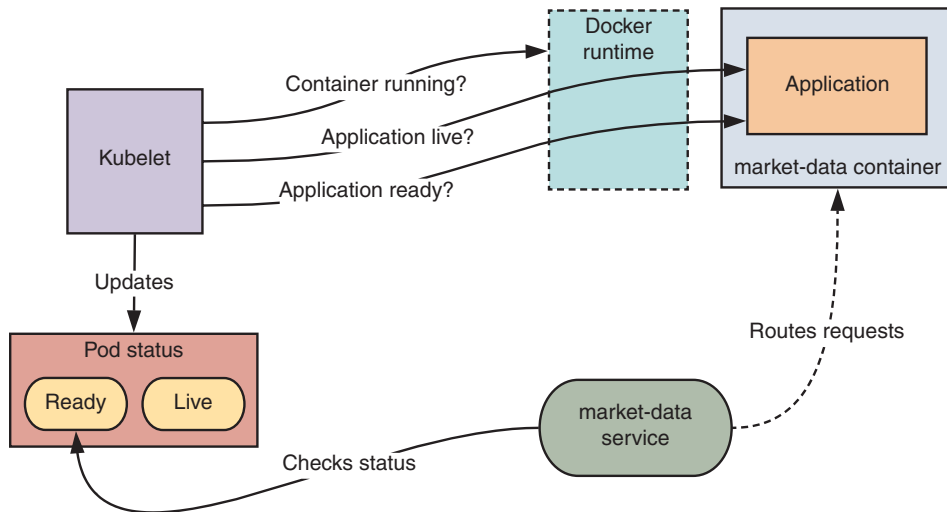 Docker
runtime
Application
market-data container
Container running?
Application live?
Application ready?
Kubelet
Updates
Pod status
Ready
Live
Routes requests
market-data
service
Checks status